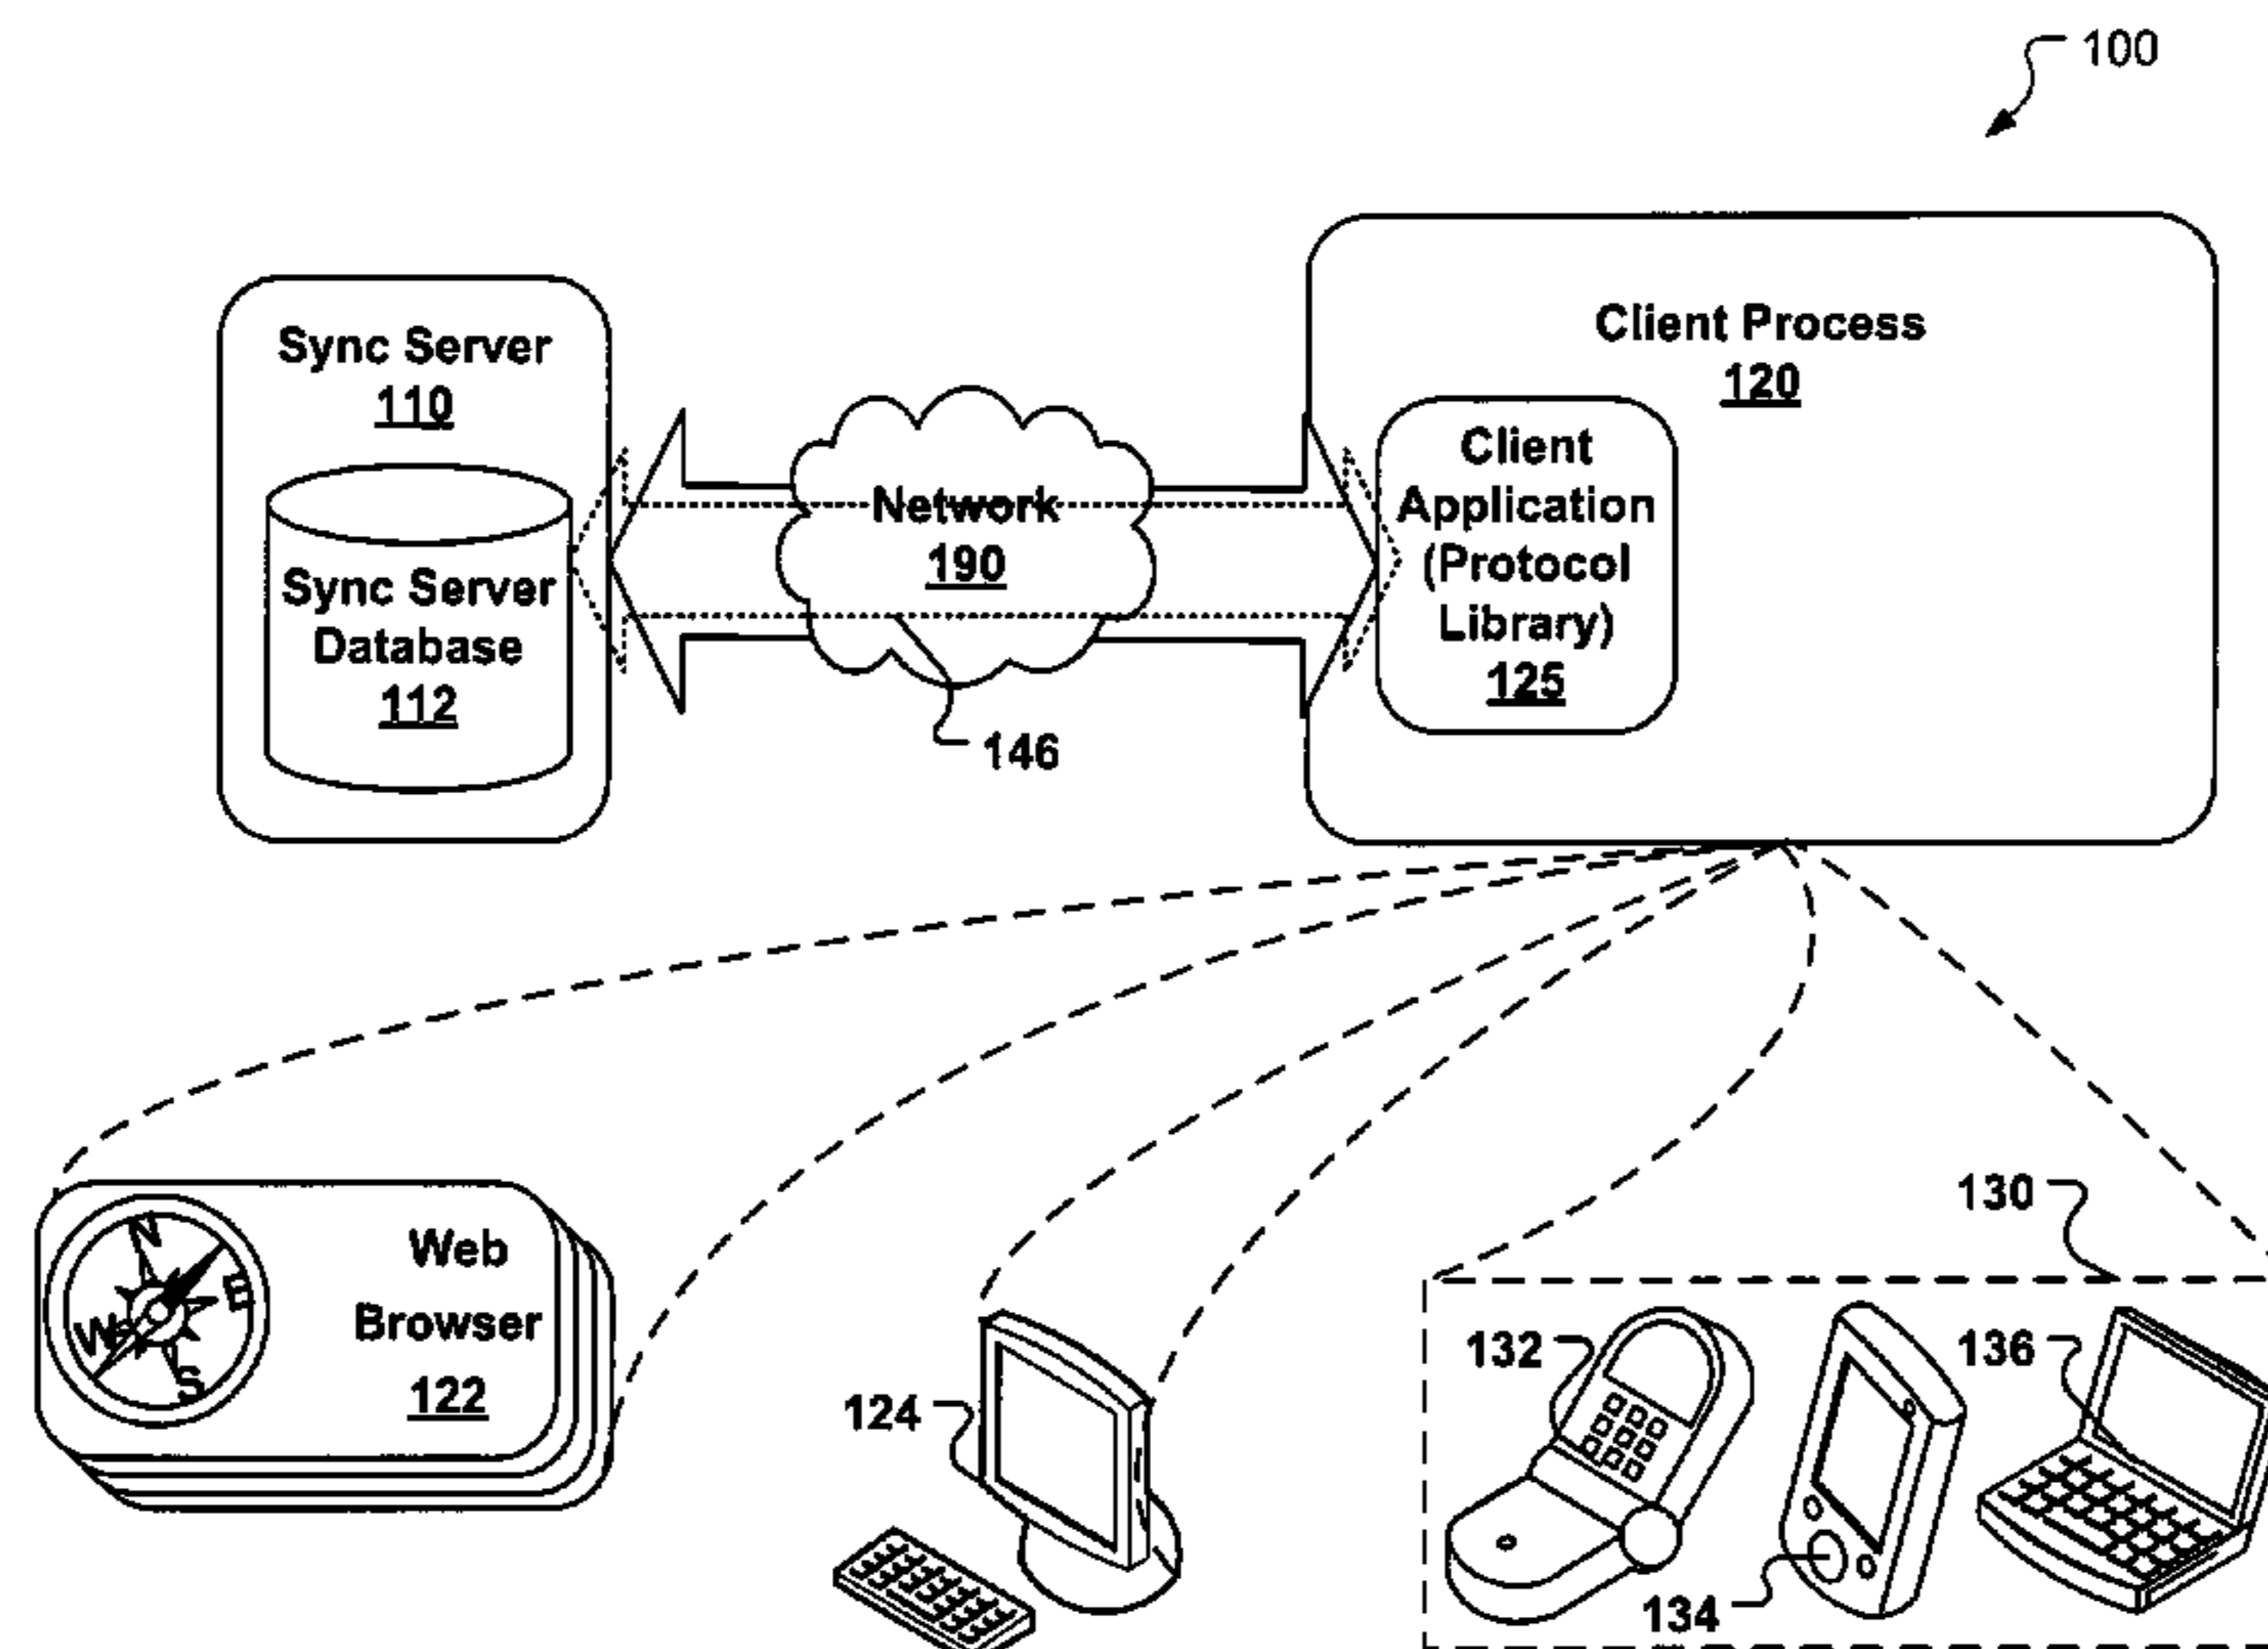 100
Sync Server
110
Sync Server
Database
112
Network
190
146
Client Process
120
Client
Application
(Protocol
Library)
125
N
E
W
S
Web
Browser
122
124
130
132
134
136